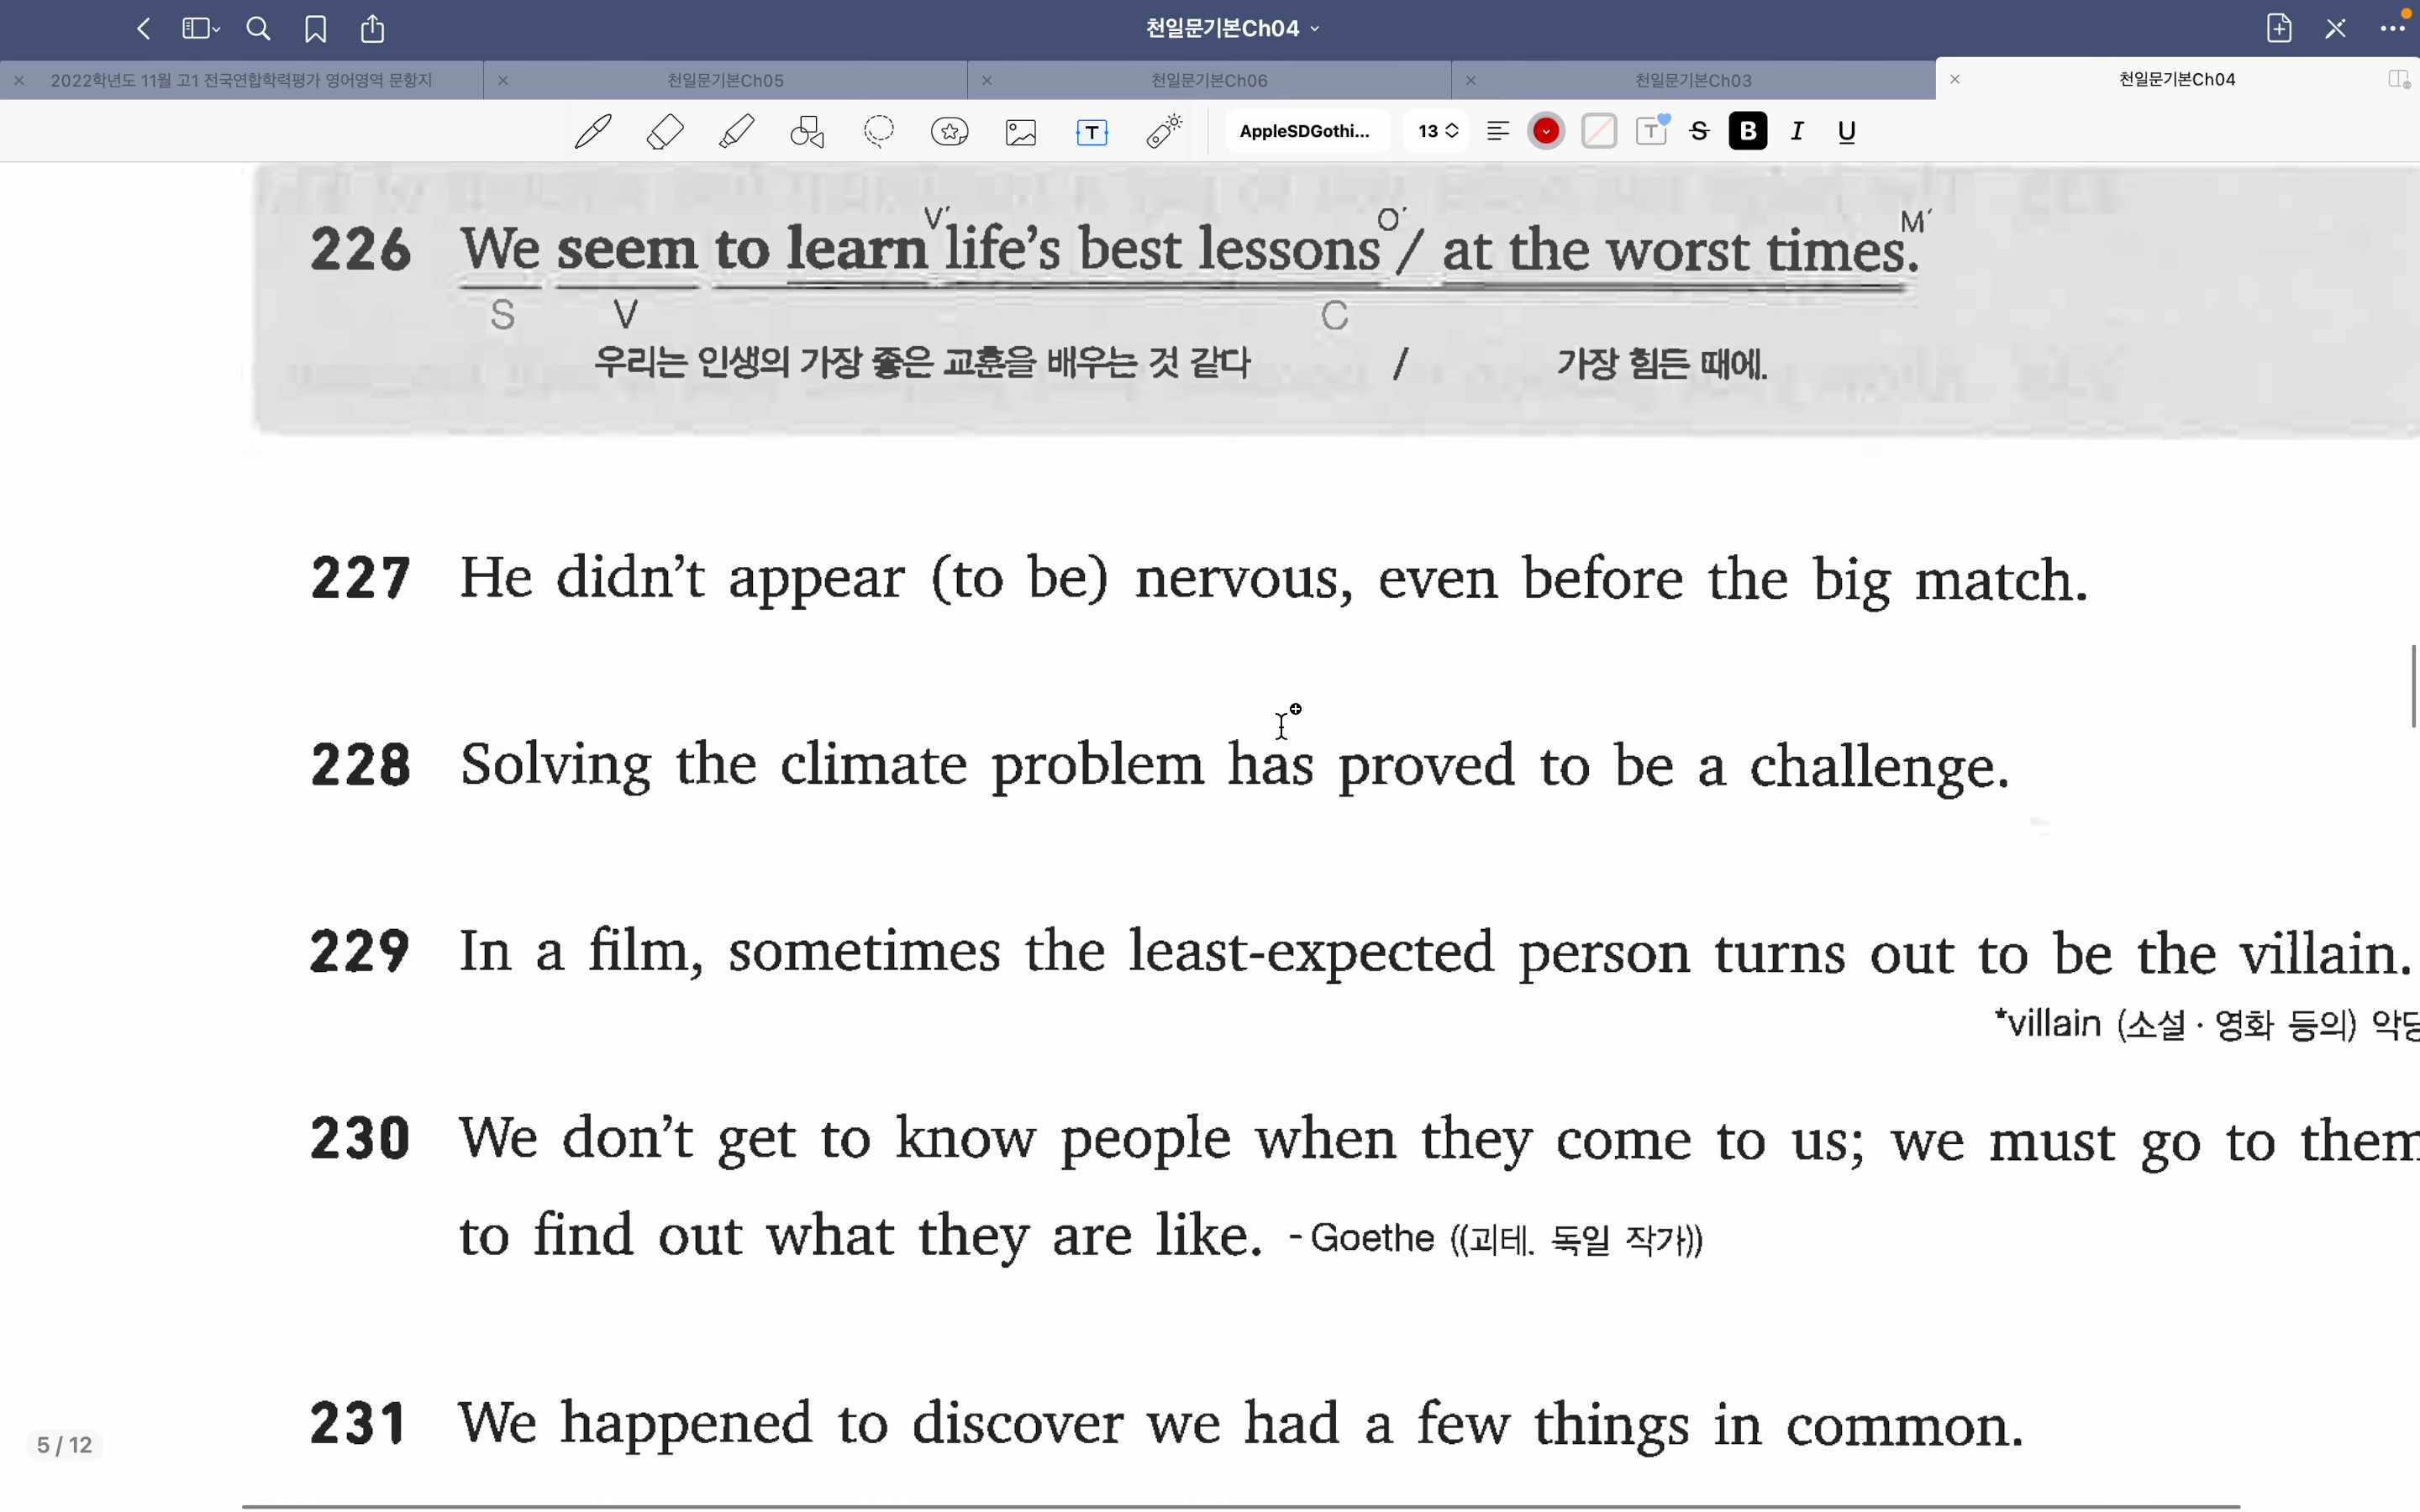 천일문기본Ch04
2022학년도 11월 고1 전국연합학력평가 영어영역 문항지
천일문기본Ch05
천일문기본Ch06
천일문기본Ch03
천일문기본Ch04
T
AppleSDGothi...
13
T
S
B
I
U
V′ O′ M′
226 We seem to learn life's best lessons / at the worst times.
S V C
우리는 인생의 가장 좋은 교훈을 배우는 것 같다 / 가장 힘든 때에.
227 He didn't appear (to be) nervous, even before the big match.
228 Solving the climate problem has proved to be a challenge.
229 In a film, sometimes the least-expected person turns out to be the villain.
*villain (소설 · 영화 등의)
230 We don't get to know people when they come to us; we must go to them
to find out what they are like. - Goethe ((괴테. 독일 작가))
231 We happened to discover we had a few things in common.
5 / 12